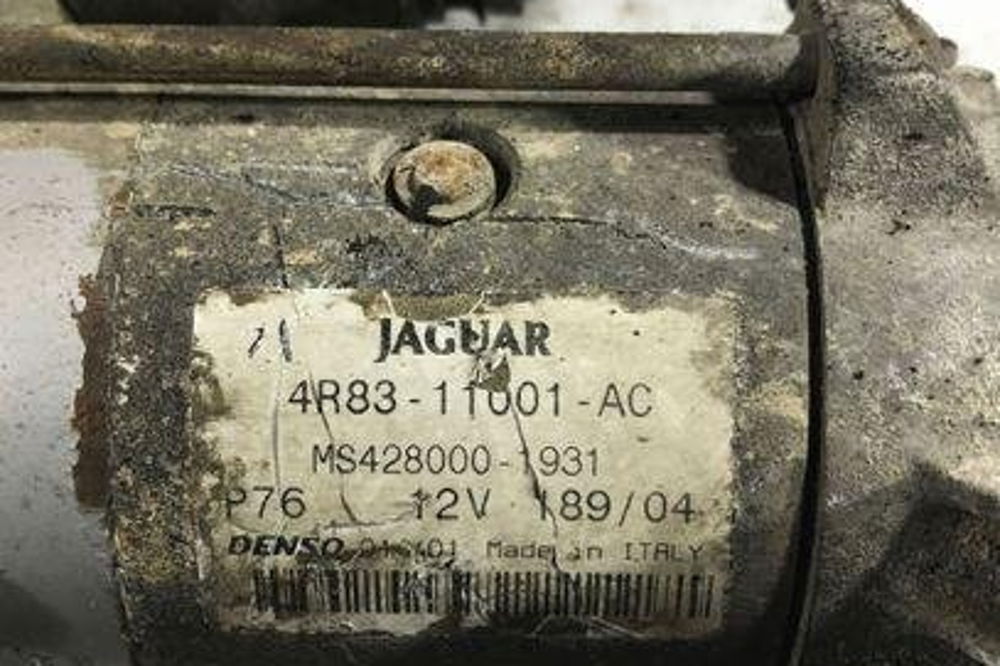 JAGUAR
4R83-11001-AC
MS428000-1931
P76 12V 189/04
DENSO Made in ITALY